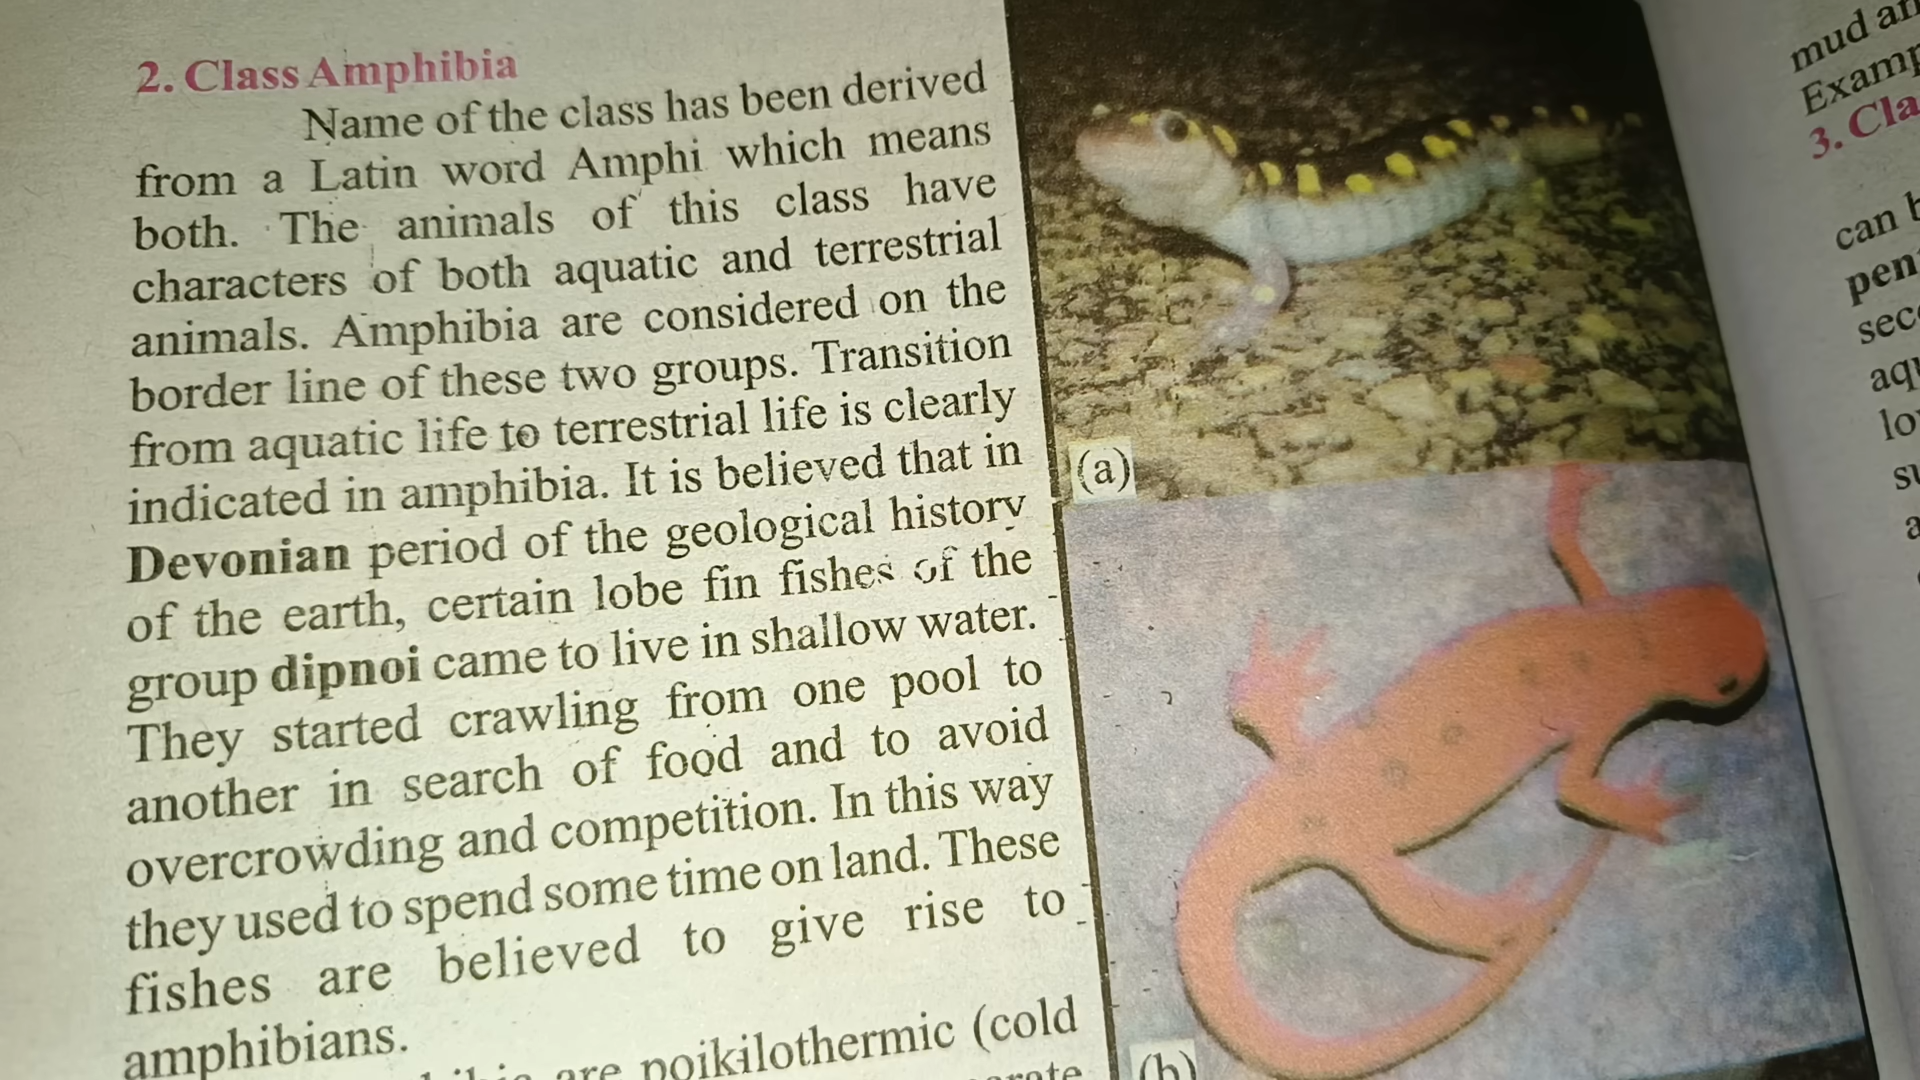 2. Class Amphibia
Name of the class has been derived
from a Latin word Amphi which means
both. The animals of this class have
characters of both aquatic and terrestrial
animals. Amphibia are considered on the
border line of these two groups. Transition
from aquatic life to terrestrial life is clearly
indicated in amphibia. It is believed that in
Devonian period of the geological history
of the earth, certain lobe fin fishes of the
group dipnoi came to live in shallow water.
They started crawling from one pool to
another in search of food and to avoid
overcrowding and competition. In this way
they used to spend some time on land. These
fishes are believed to give rise to
amphibians.
are poikilothermic (cold
(a)
(b)
mud
3.
can